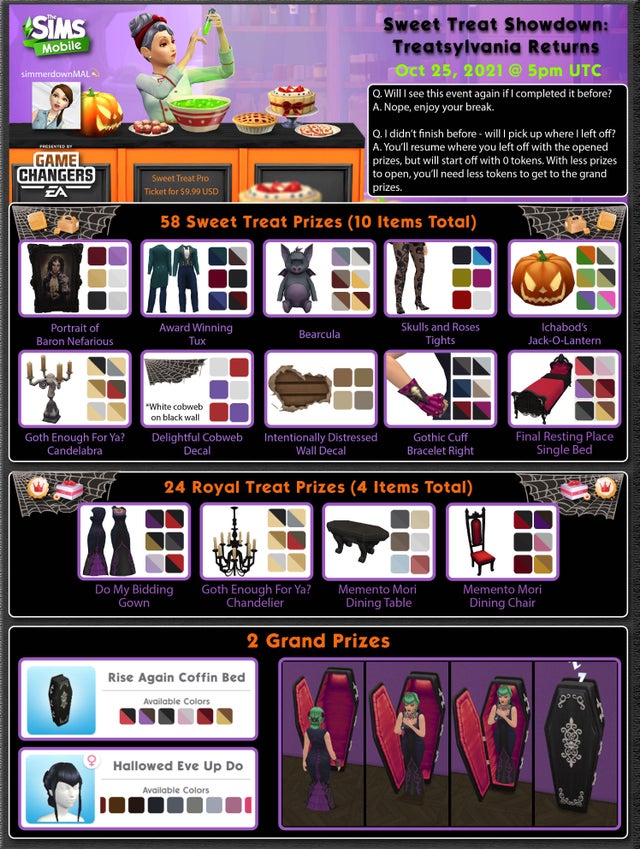 The SiMS
Mobile
simmerdownMAL
PRESENTED BY
GAME
CHANGERS
EA
Sweet Treat Pro
Ticket for $9.99 USD
Sweet Treat Showdown:
Treatsylvania Returns
Oct 25, 2021 @ 5pm UTC
Q. Will I see this event again if I completed it before?
A. Nope, enjoy your break.
Q. I didn't finish before - will I pick up where I left off?
A. You'll resume where you left off with the opened
prizes, but will start off with 0 tokens. With less prizes
to open, you'll need less tokens to get to the grand
prizes.
58 Sweet Treat Prizes (10 Items Total)
Portrait of
Baron Nefarious
Award Winning
Tux
Bearcula
Skulls and Roses
Tights
Ichabod's
Jack-O-Lantern
Goth Enough For Ya?
Candelabra
*White cobweb
on black wall
Delightful Cobweb
Decal
Intentionally Distressed
Wall Decal
Gothic Cuff
Bracelet Right
Final Resting Place
Single Bed
24 Royal Treat Prizes (4 Items Total)
Do My Bidding
Gown
Goth Enough For Ya?
Chandelier
Memento Mori
Dining Table
Memento Mori
Dining Chair
2 Grand Prizes
Rise Again Coffin Bed
Available Colors
Hallowed Eve Up Do
Available Colors